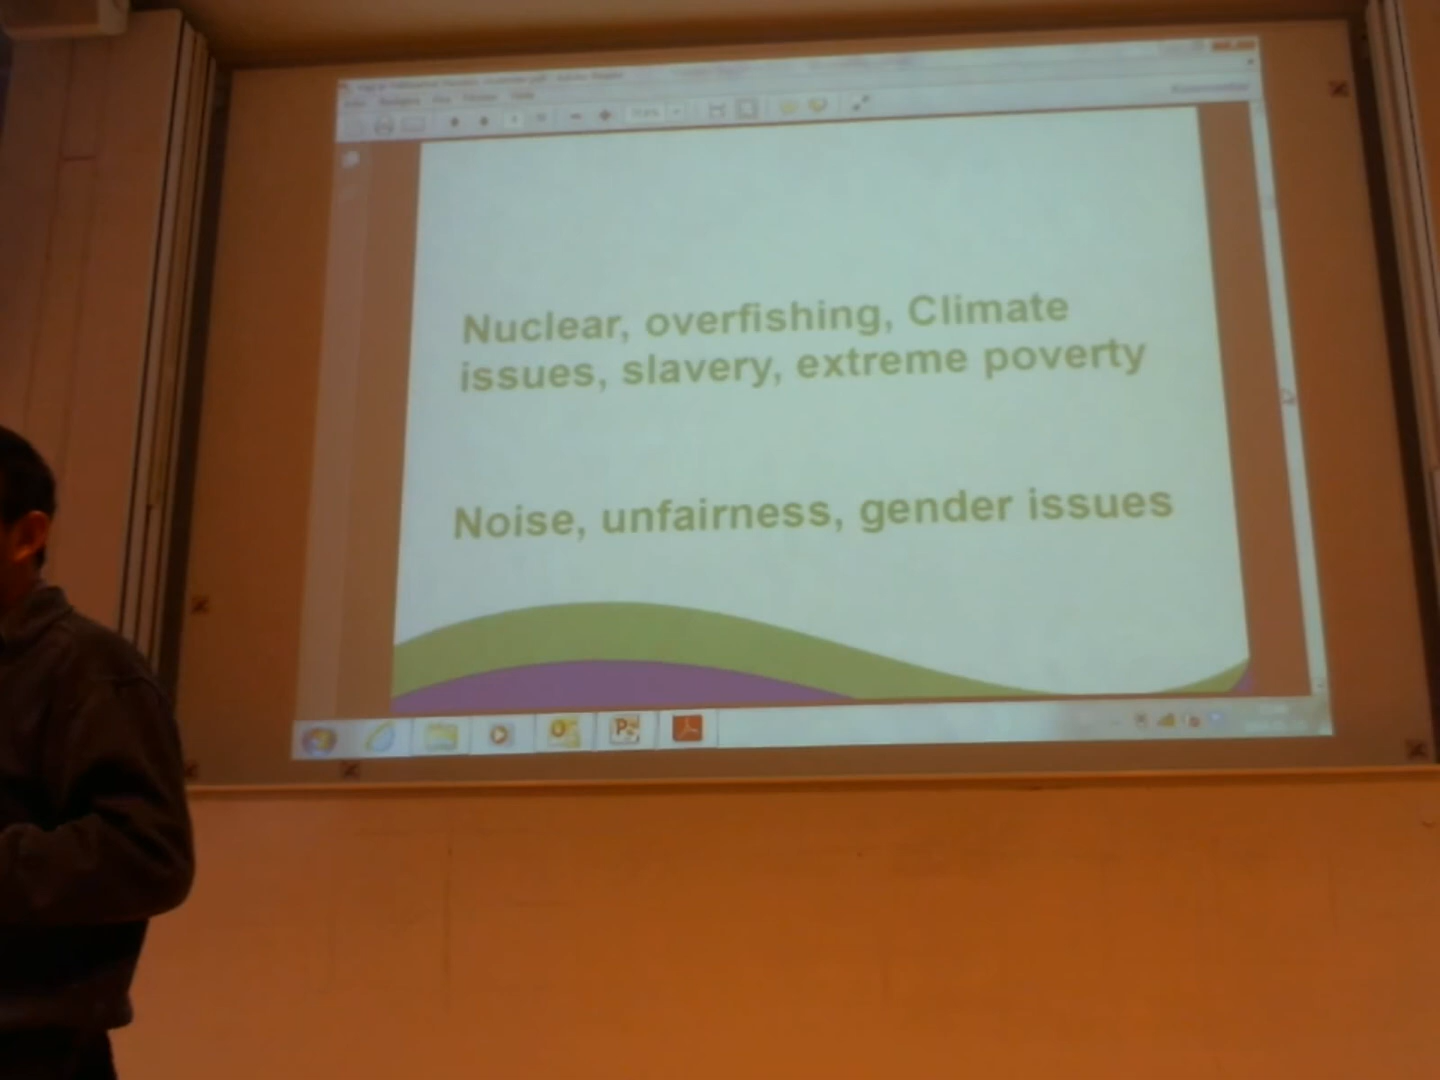 Nuclear, overfishing, Climate
issues, slavery, extreme poverty
Noise, unfairness, gender issues